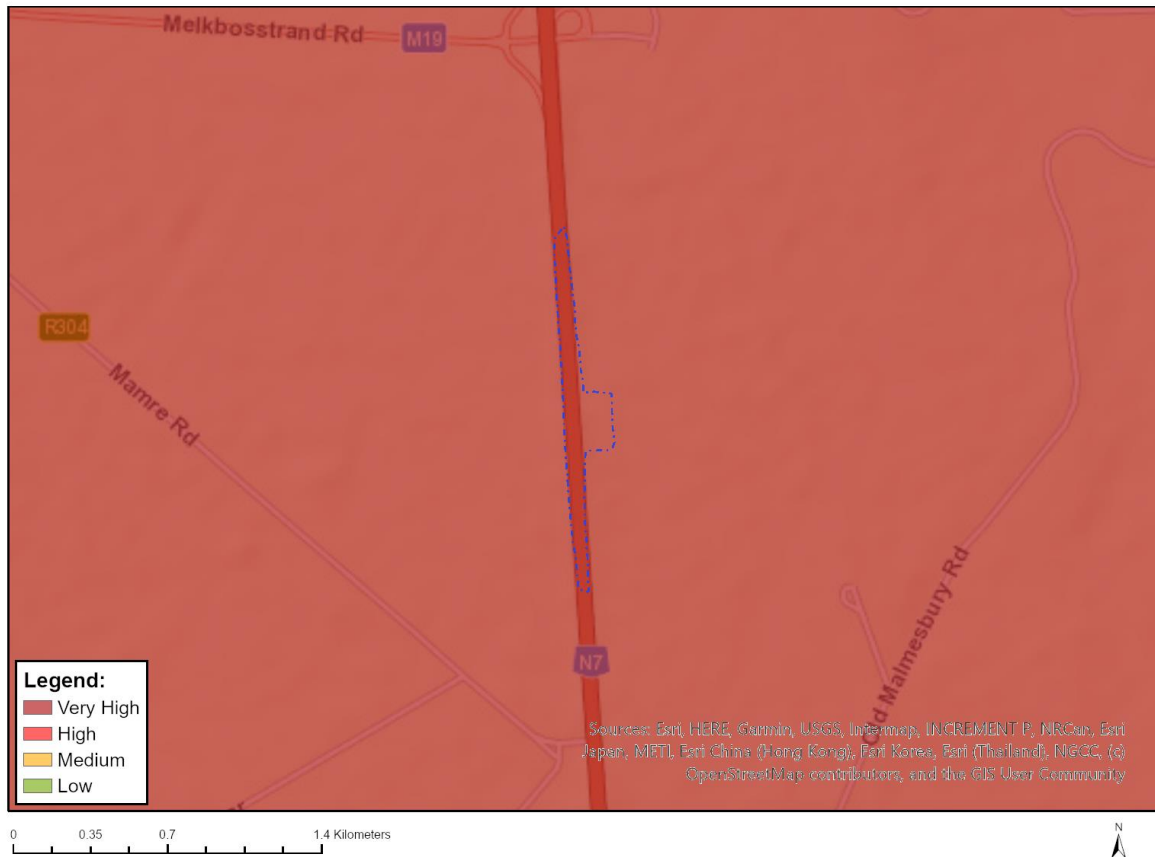 Melkbosstrand Rd
M19
R304
Mamre Rd
N7
Old Malmesbury Rd
Legend:
Very High
High
Medium
Low
Sources: Esri, HERE, Garmin, USGS, Intermap, INCREMENT P, NRCan, Esri
Japan, METI, Esri China (Hong Kong), Esri Korea, Esri (Thailand), NGCC, (c)
OpenStreetMap contributors, and the GIS User Community
0 0.35 0.7 1.4 Kilometers
N